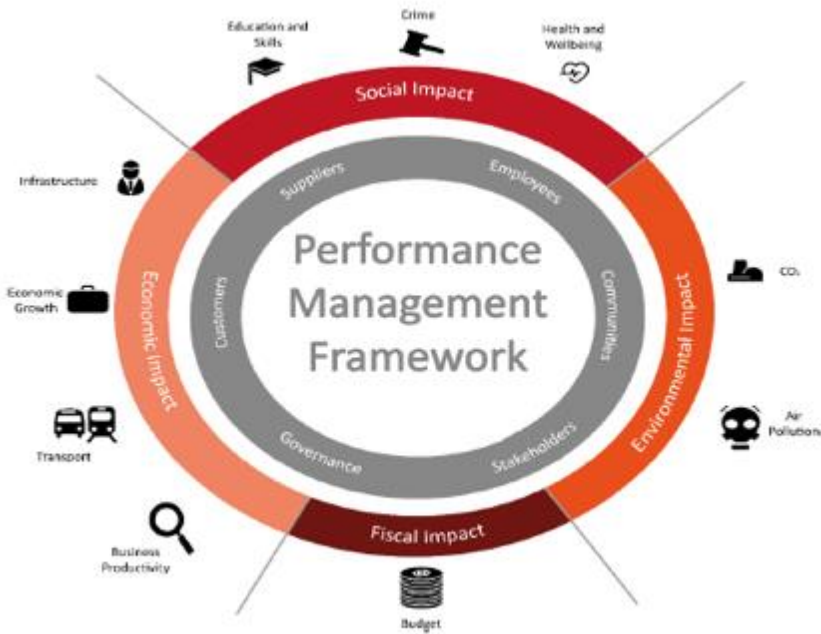 Crime
Education and
Skills
Health and
Wellbeing
Social Impact
Infrastructure
Suppliers
Employees
Performance
Management
Framework
Economic
Growth
Economic Impact
Customers
Communities
Environmental Impact
CO₂
Air
Pollution
Transport
Governance
Stakeholders
Business
Productivity
Fiscal Impact
Budget